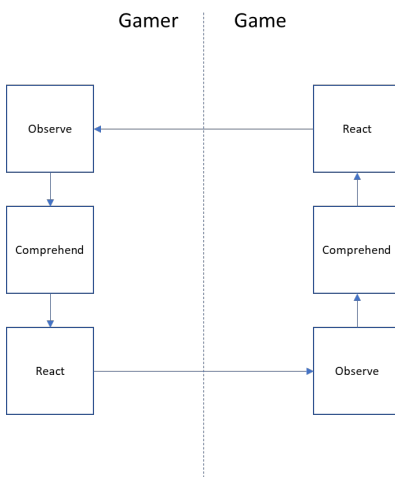 Gamer
Game
Observe
React
Comprehend
Comprehend
React
Observe